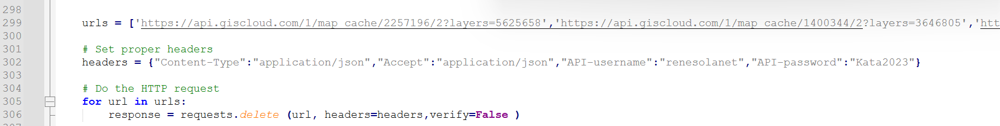 298
299 urls = ['https://api.giscloud.com/1/map_cache/2257196/2?layers=5625658','https://api.giscloud.com/1/map_cache/1400344/2?layers=3646805','htt
300
301 # Set proper headers
302 headers = {"Content-Type":"application/json","Accept":"application/json","API-username":"renesolanet","API-password":"Kata2023"}
303
304 # Do the HTTP request
305 for url in urls:
306 response = requests.delete (url, headers=headers,verify=False )
307